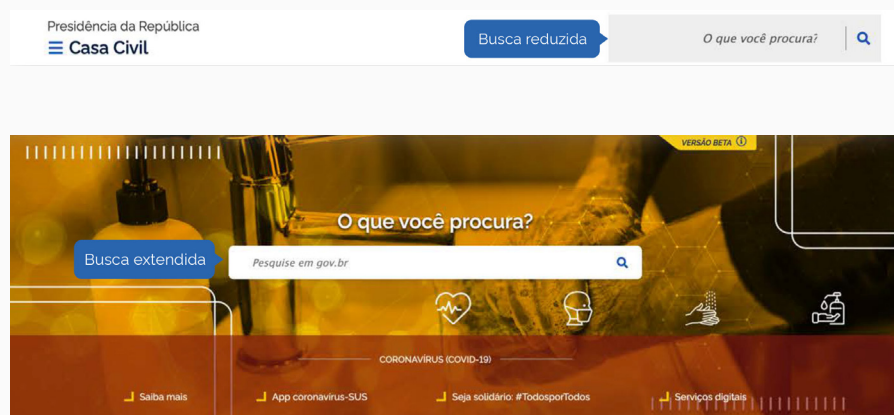 Presidência da República
Casa Civil
Busca reduzida
O que você procura?
VERSÃO BETA
O que você procura?
Busca extendida
Pesquise em gov.br
CORONAVÍRUS (COVID-19)
Saiba mais
App coronavirus-SUS
Seja solidário: #TodosporTodos
Serviços digitais